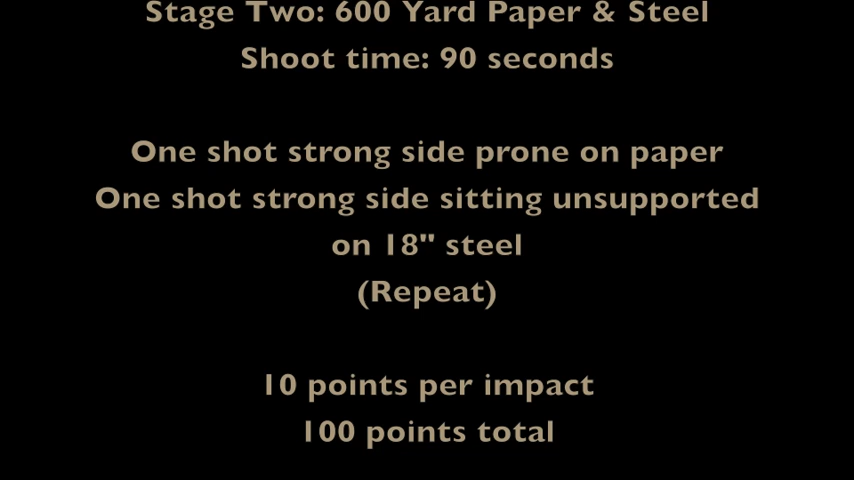 Stage Two: 600 Yard Paper & Steel
Shoot time: 90 seconds
One shot strong side prone on paper
One shot strong side sitting unsupported
on 18" steel
(Repeat)
10 points per impact
100 points total